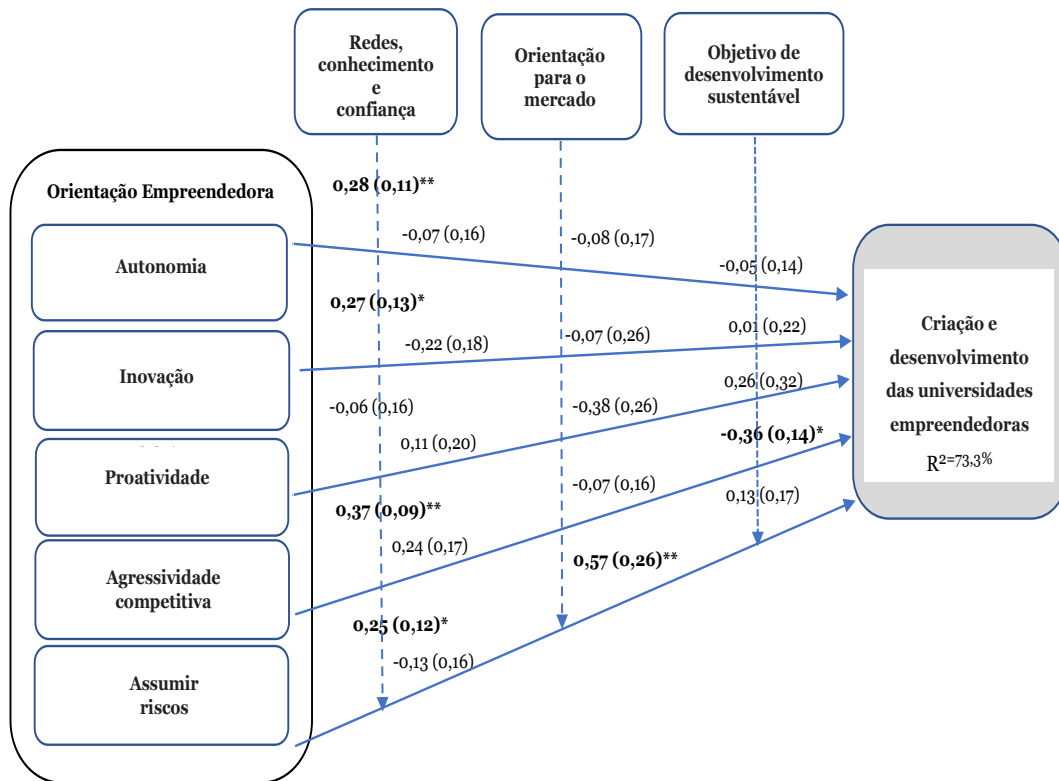 Redes,
conhecimento
e
confiança
Orientação
para o
mercado
Objetivo de
desenvolvimento
sustentável
Orientação Empreendedora
0,28 (0,11)**
Autonomia
-0,07 (0,16)
-0,08 (0,17)
-0,05 (0,14)
0,27 (0,13)*
Inovação
-0,22 (0,18)
-0,07 (0,26)
0,01 (0,22)
-0,06 (0,16)
Proatividade
0,11 (0,20)
-0,38 (0,26)
0,26 (0,32)
0,37 (0,09)**
Agressividade
competitiva
0,24 (0,17)
-0,07 (0,16)
-0,36 (0,14)*
0,25 (0,12)*
Assumir
riscos
-0,13 (0,16)
0,57 (0,26)**
0,13 (0,17)
Criação e
desenvolvimento
das universidades
empreendedoras
R²=73,3%